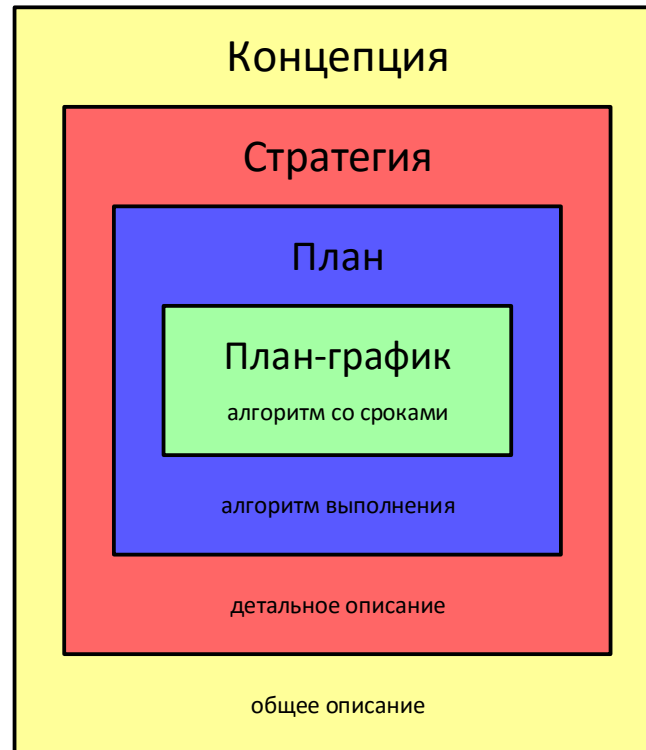 Концепция
Стратегия
План
План-график
алгоритм со сроками
алгоритм выполнения
детальное описание
общее описание